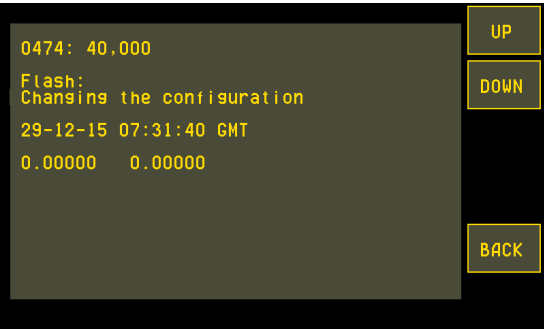 0474: 40,000
Flash:
Changing the configuration
29-12-15 07:31:40 GMT
0.00000 0.00000
UP
DOWN
BACK